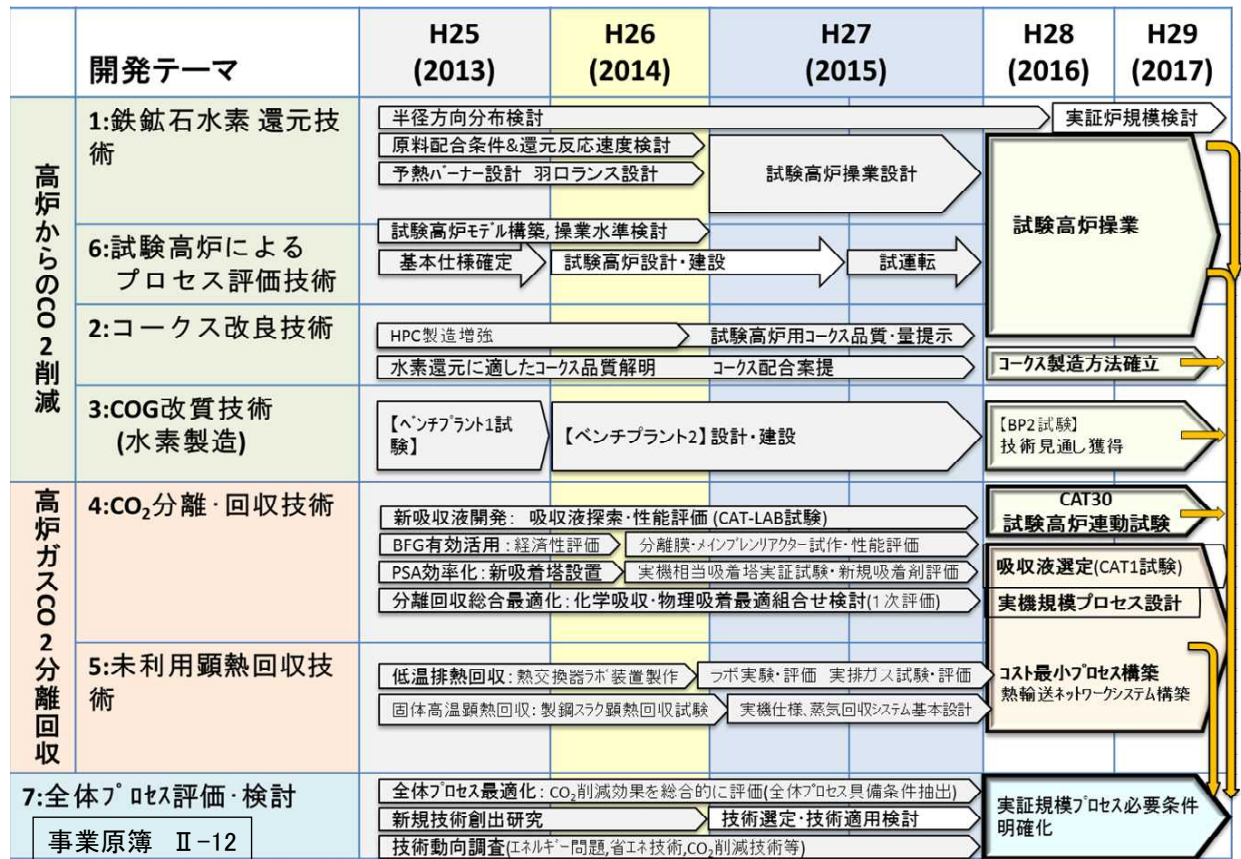 H25
(2013)
H26
(2014)
H27
(2015)
H28
(2016)
H29
(2017)
開発テーマ
高炉からのCO2削減
1:鉄鉱石水素 還元技
術
半径方向分布検討
実証炉規模検討
原料配合条件&還元反応速度検討
予熱バーナー設計 羽口ランス設計
試験高炉操業設計
試験高炉操業
試験高炉モデル構築,操業水準検討
6:試験高炉による
プロセス評価技術
基本仕様確定
試験高炉設計・建設
試運転
2:コークス改良技術
HPC製造増強
試験高炉用コークス品質・量提示
水素還元に適したコークス品質解明
コークス配合案提
コークス製造方法確立
3:COG改質技術
(水素製造)
【ベンチプラント1試
験】
【ベンチプラント2】設計・建設
【BP2試験】
技術見通し獲得
高炉ガスCO2分離回収
4:CO₂分離・回収技術
CAT30
試験高炉連動試験
新吸収液開発: 吸収液探索・性能評価 (CAT-LAB試験)
BFG有効活用:経済性評価
分離膜・メインブレンリアクター試作・性能評価
吸収液選定(CAT1試験)
PSA効率化:新吸着塔設置
実機相当吸着塔実証試験・新規吸着剤評価
分離回収総合最適化:化学吸収・物理吸着最適組合せ検討(1次評価)
実機規模プロセス設計
5:未利用顕熱回収技
術
低温排熱回収:熱交換器ラボ装置製作
ラボ実験・評価 実排ガス試験・評価
コスト最小プロセス構築
熱輸送ネットワークシステム構築
固体高温顕熱回収:製鋼スラグ顕熱回収試験
実機仕様、蒸気回収システム基本設計
7:全体プロセス評価・検討
全体プロセス最適化:CO₂削減効果を総合的に評価(全体プロセス具備条件抽出)
実証規模プロセス必要条件
明確化
新規技術創出研究
技術選定・技術適用検討
事業原簿 Ⅱ-12
技術動向調査(エネルギー問題,省エネ技術,CO₂削減技術等)